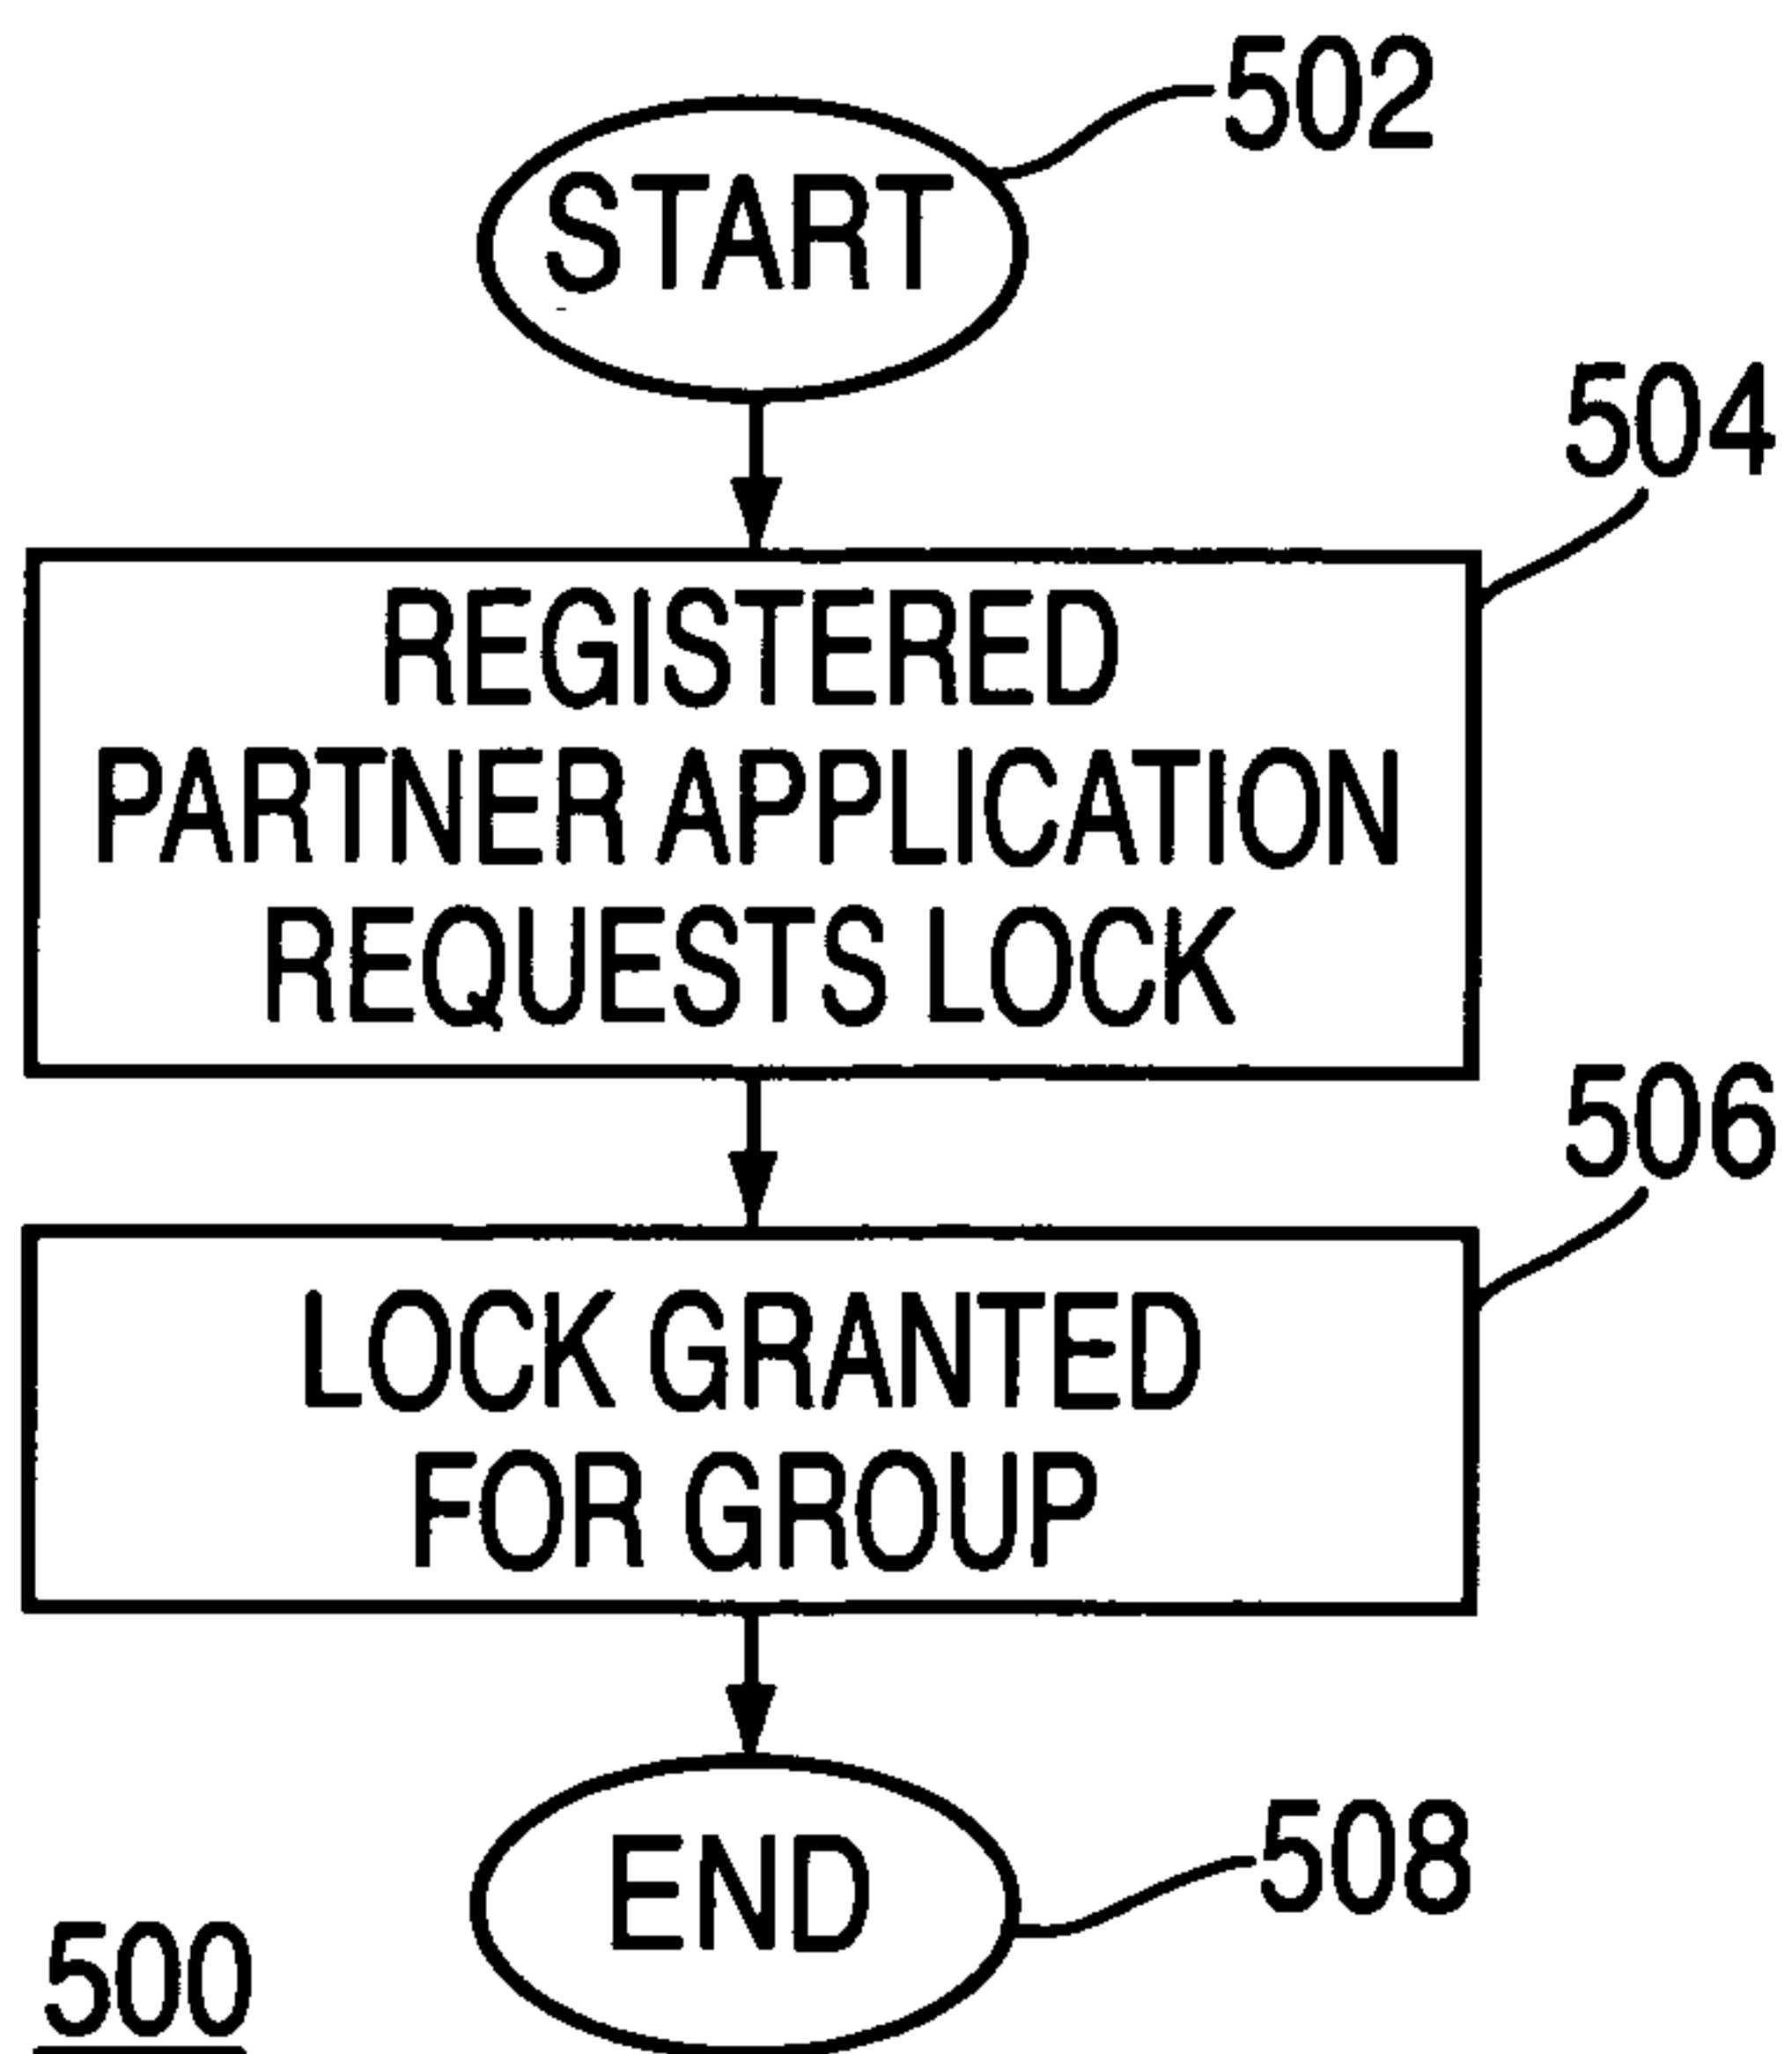 502
START
504
REGISTERED
PARTNER APPLICATION
REQUESTS LOCK
506
LOCK GRANTED
FOR GROUP
508
END
500